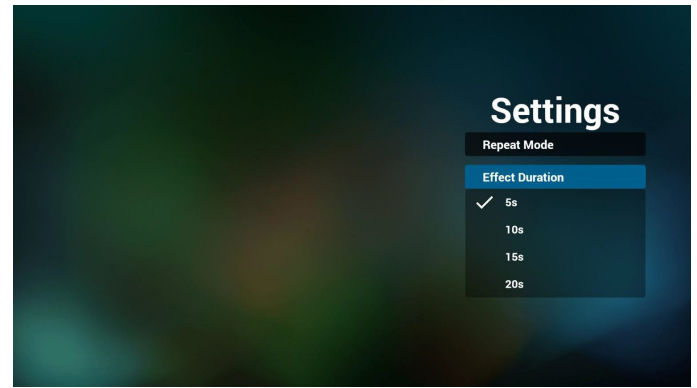 Settings
Repeat Mode
Effect Duration
5s
10s
15s
20s